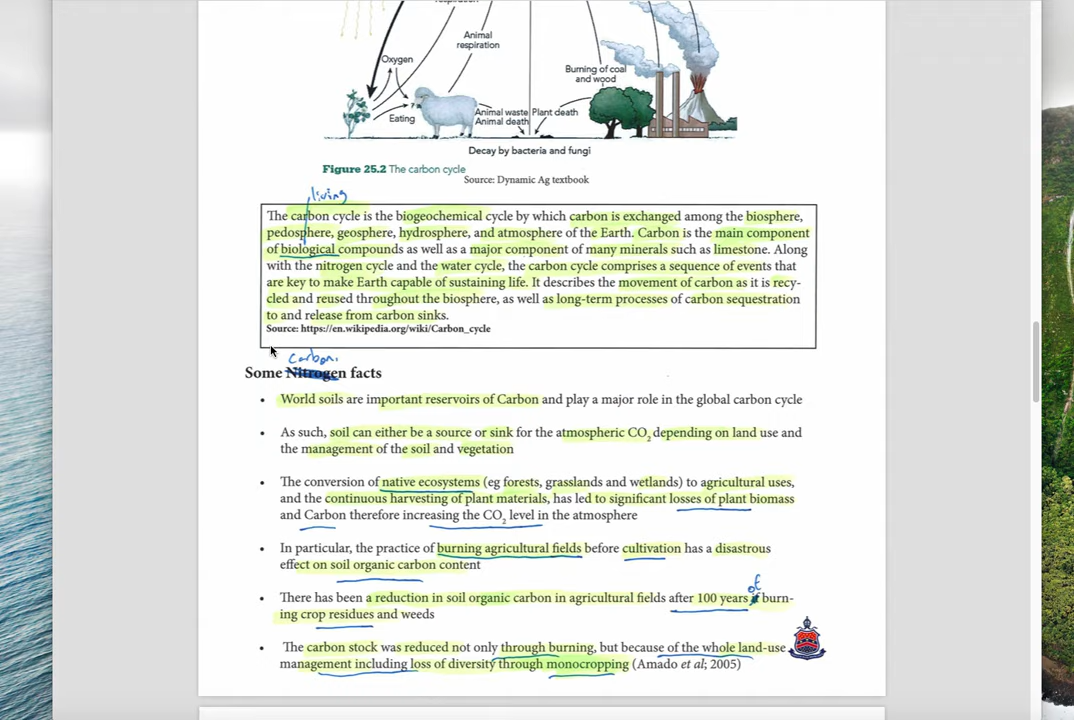 Animal
respiration
Oxygen
Burning of coal
and wood
Eating
Animal waste
Animal death
Plant death
Decay by bacteria and fungi
Figure 25.2 The carbon cycle
Source: Dynamic Ag textbook
living
The carbon cycle is the biogeochemical cycle by which carbon is exchanged among the biosphere,
pedosphere, geosphere, hydrosphere, and atmosphere of the Earth. Carbon is the main component
of biological compounds as well as a major component of many minerals such as limestone. Along
with the nitrogen cycle and the water cycle, the carbon cycle comprises a sequence of events that
are key to make Earth capable of sustaining life. It describes the movement of carbon as it is recy-
cled and reused throughout the biosphere, as well as long-term processes of carbon sequestration
to and release from carbon sinks.
Source: https://en.wikipedia.org/wiki/Carbon_cycle
Carbon.
Some Nitrogen facts
• World soils are important reservoirs of Carbon and play a major role in the global carbon cycle
• As such, soil can either be a source or sink for the atmospheric CO₂ depending on land use and
the management of the soil and vegetation
• The conversion of native ecosystems (eg forests, grasslands and wetlands) to agricultural uses,
and the continuous harvesting of plant materials, has led to significant losses of plant biomass
and Carbon therefore increasing the CO₂ level in the atmosphere
• In particular, the practice of burning agricultural fields before cultivation has a disastrous
effect on soil organic carbon content
of
• There has been a reduction in soil organic carbon in agricultural fields after 100 years if burn-
ing crop residues and weeds
• The carbon stock was reduced not only through burning, but because of the whole land-use
management including loss of diversity through monocropping (Amado et al; 2005)